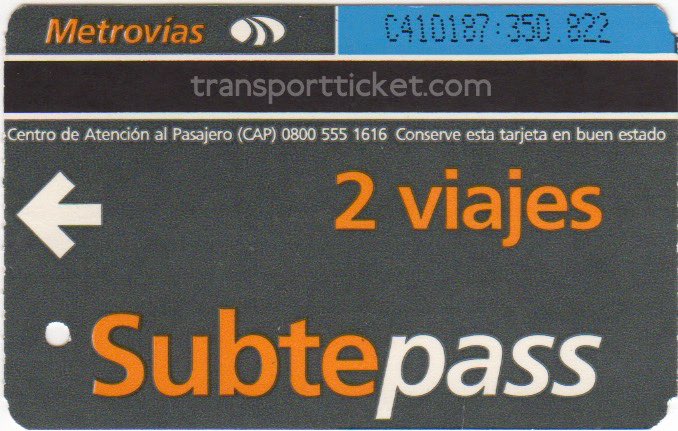 Metrovías C410187:350.822
transportticket.com
Centro de Atención al Pasajero (CAP) 0800 555 1616 Conserve esta tarjeta en buen estado
2 viajes
Subtepass